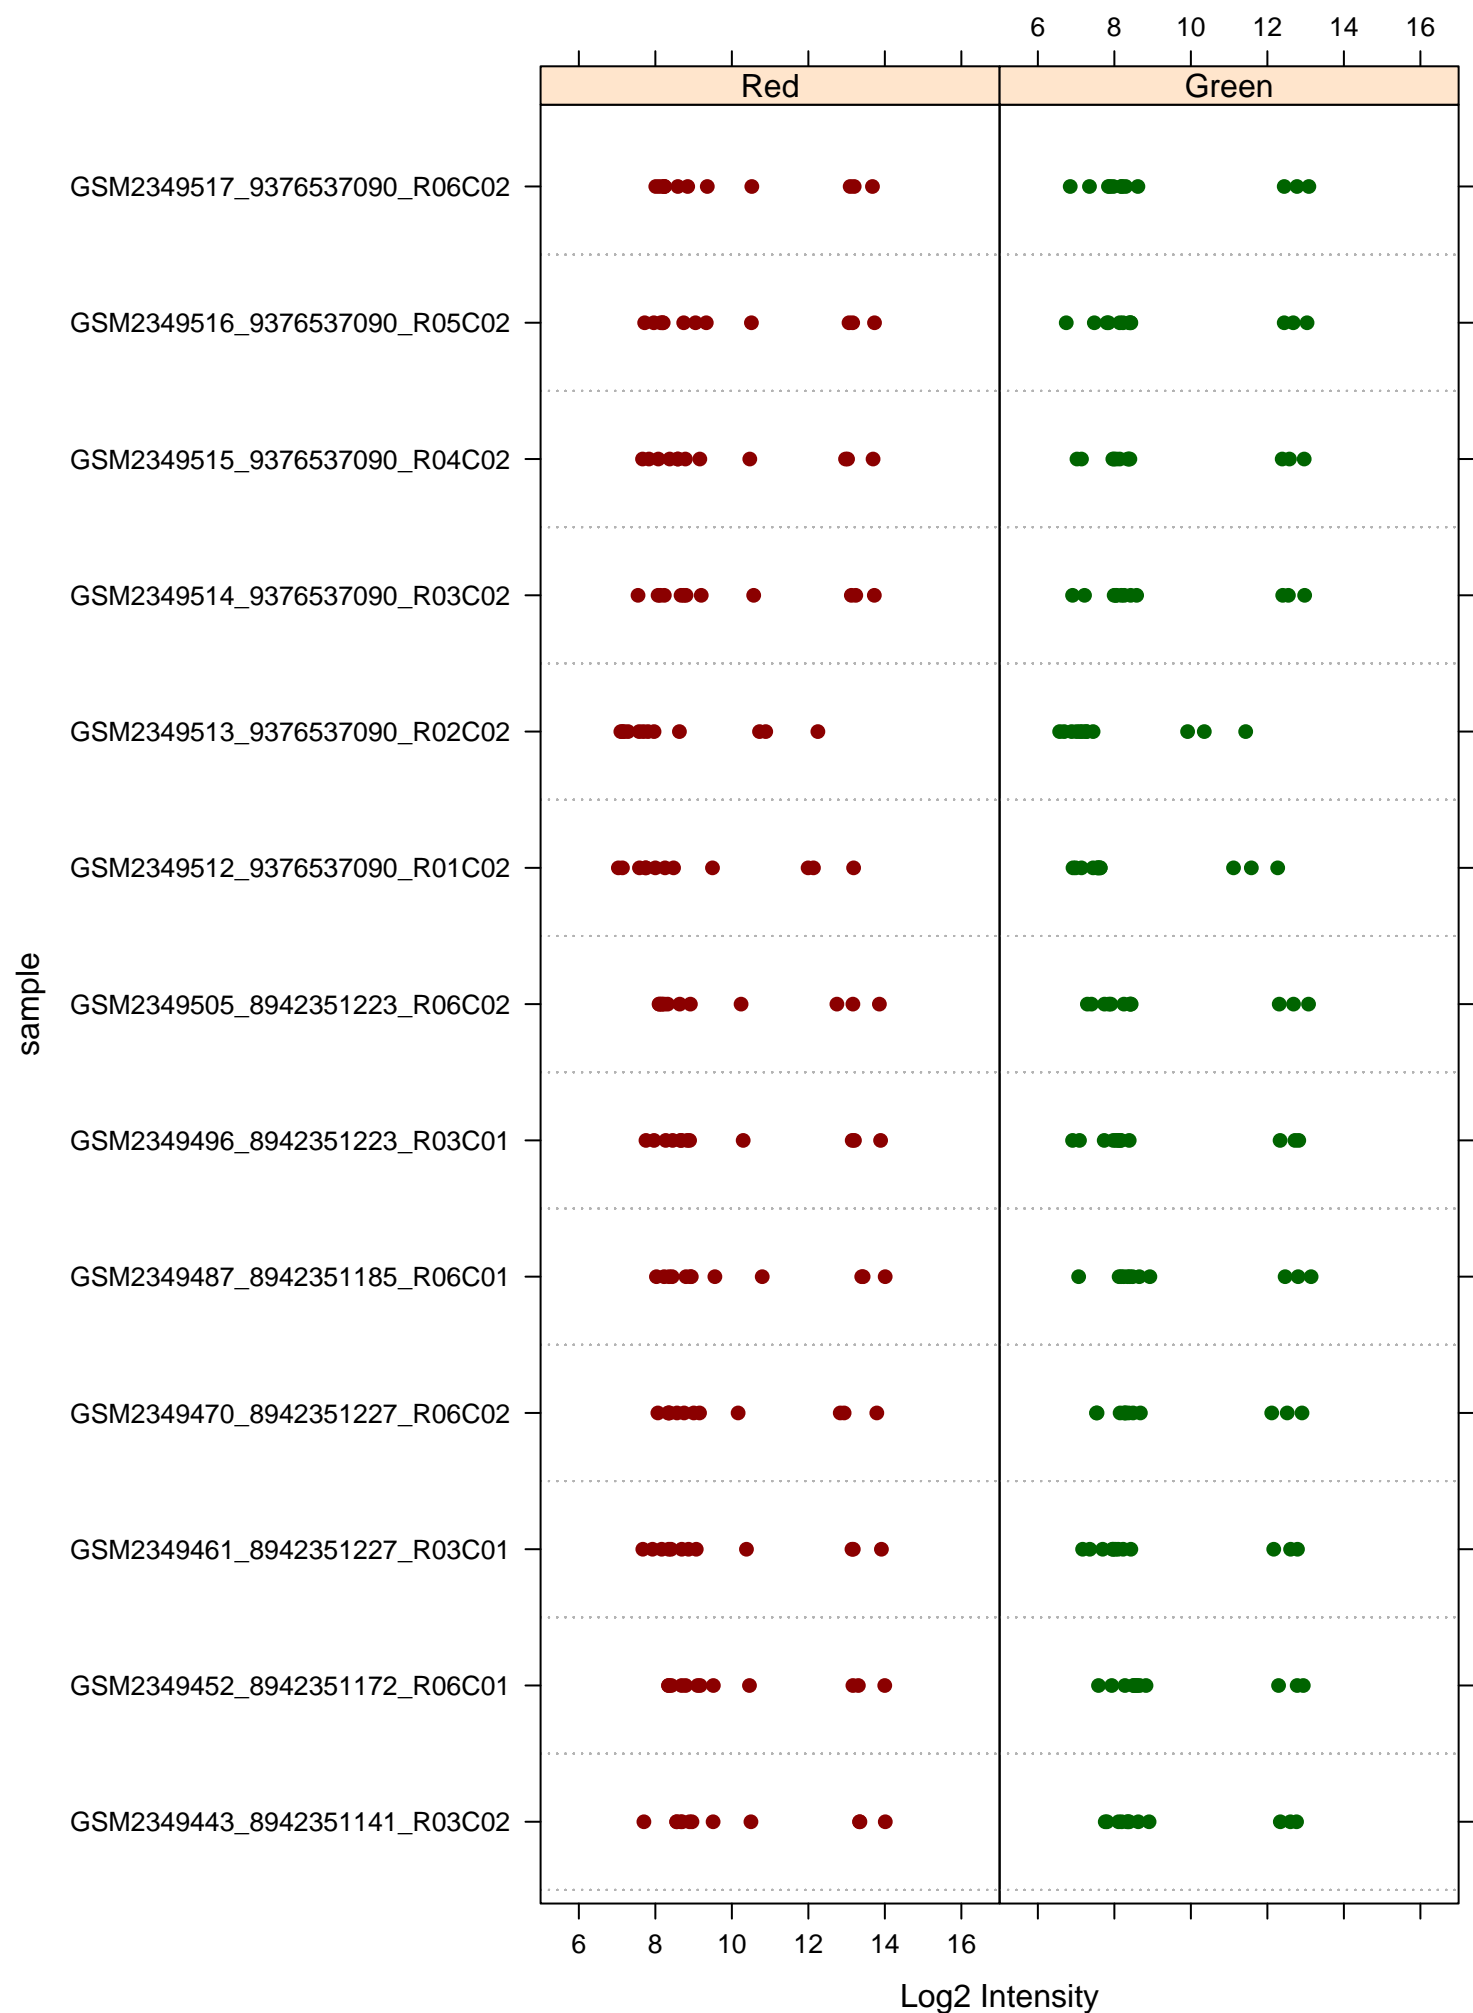 6 8 10 12 14 16
Red Green
GSM2349517_9376537090_R06C02
GSM2349516_9376537090_R05C02
GSM2349515_9376537090_R04C02
GSM2349514_9376537090_R03C02
GSM2349513_9376537090_R02C02
GSM2349512_9376537090_R01C02
GSM2349505_8942351223_R06C02
GSM2349496_8942351223_R03C01
GSM2349487_8942351185_R06C01
GSM2349470_8942351227_R06C02
GSM2349461_8942351227_R03C01
GSM2349452_8942351172_R06C01
GSM2349443_8942351141_R03C02
sample
6 8 10 12 14 16
Log2 Intensity